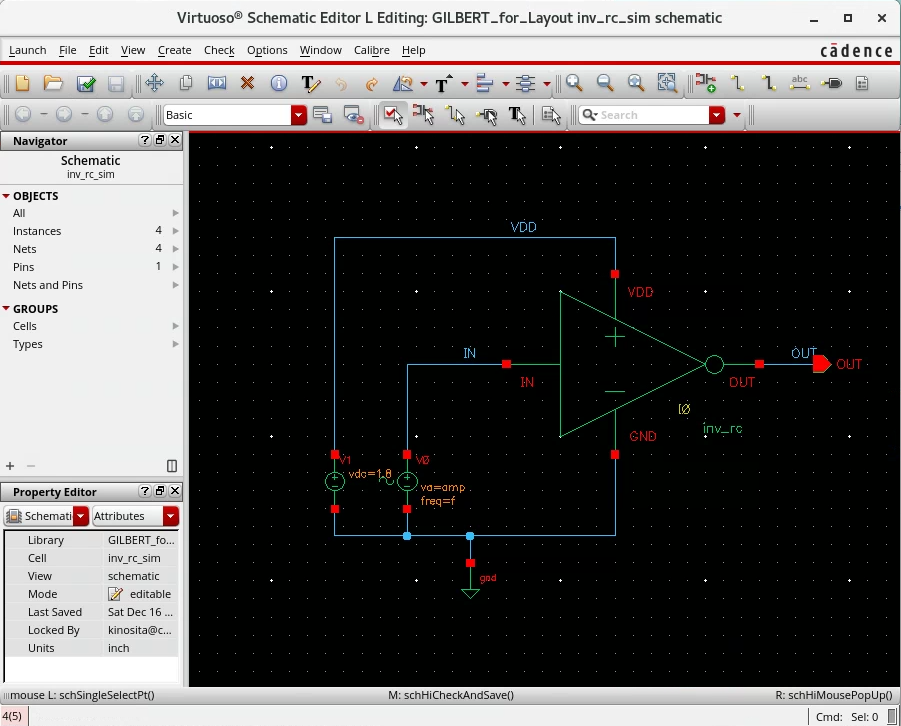 Virtuoso® Schematic Editor L Editing: GILBERT_for_Layout inv_rc_sim schematic
Launch File Edit View Create Check Options Window Calibre Help
cādence
abc
Basic
Search
Navigator
Schematic
inv_rc_sim
OBJECTS
All
Instances 4
Nets 4
Pins 1
Nets and Pins
GROUPS
Cells
Types
Property Editor
Schemati Attributes
Library GILBERT_fo...
Cell inv_rc_sim
View schematic
Mode editable
Last Saved Sat Dec 16 ...
Locked By kinosita@c...
Units inch
VDD
VDD
IN
IN
OUT
OUT
OUT
I0
inv_rc
GND
V1
vdc=1.8
V0
va=amp
freq=f
gnd
mouse L: schSingleSelectPt() M: schHiCheckAndSave() R: schHiMousePopUp()
4(5) Cmd: Sel: 0